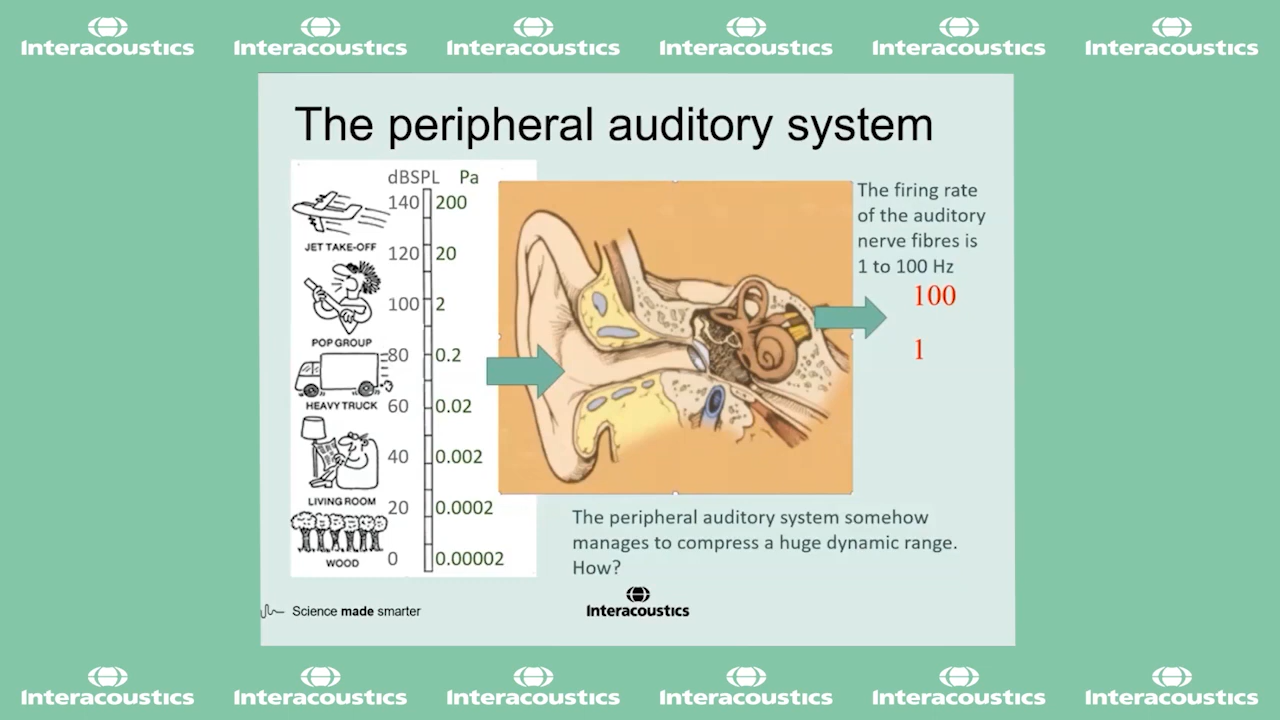 Interacoustics Interacoustics Interacoustics Interacoustics Interacoustics Interacoustics
The peripheral auditory system
dBSPL Pa
140 200
JET TAKE-OFF
120 20
100 2
POP GROUP
80 0.2
HEAVY TRUCK
60 0.02
40 0.002
LIVING ROOM
20 0.0002
WOOD
0 0.00002
The firing rate
of the auditory
nerve fibres is
1 to 100 Hz
100
1
The peripheral auditory system somehow
manages to compress a huge dynamic range.
How?
Science made smarter
Interacoustics
Interacoustics Interacoustics Interacoustics Interacoustics Interacoustics Interacoustics